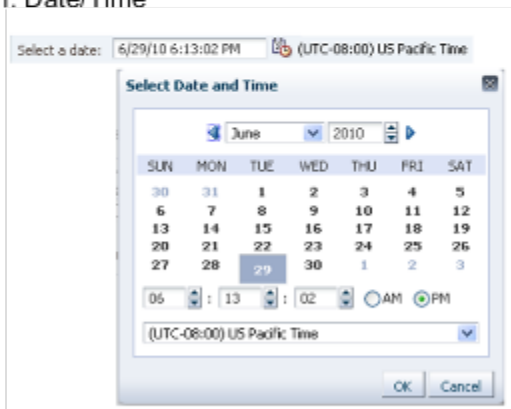 Date/Time
Select a date: 6/29/10 6:13:02 PM (UTC-08:00) US Pacific Time
Select Date and Time
June 2010
SUN MON TUE WED THU FRI SAT
30 31 1 2 3 4 5
6 7 8 9 10 11 12
13 14 15 16 17 18 19
20 21 22 23 24 25 26
27 28 29 30 1 2 3
06 : 13 : 02 AM PM
(UTC-08:00) US Pacific Time
OK Cancel